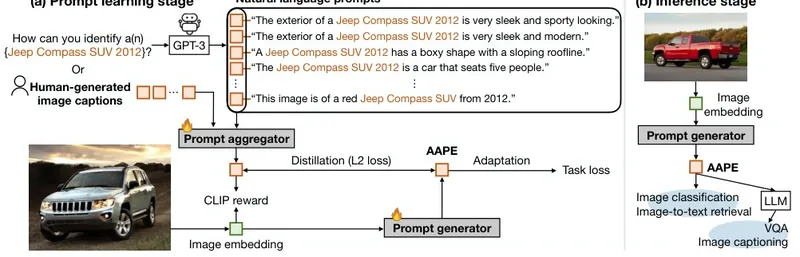 (a) Prompt learning stage
Natural language prompts
How can you identify a(n)
{Jeep Compass SUV 2012}?
GPT-3
Or
Human-generated
image captions
...
"The exterior of a Jeep Compass SUV 2012 is very sleek and sporty looking."
"The exterior of a Jeep Compass SUV 2012 is very sleek and modern."
"A Jeep Compass SUV 2012 has a boxy shape with a sloping roofline."
"The Jeep Compass SUV 2012 is a car that seats five people."
"This image is of a red Jeep Compass SUV from 2012."
Prompt aggregator
Distillation (L2 loss)
AAPE
Adaptation
Task loss
CLIP reward
Image embedding
Prompt generator
(b) Inference stage
Image
embedding
Prompt generator
AAPE
Image classification
Image-to-text retrieval
LLM
VQA
Image captioning